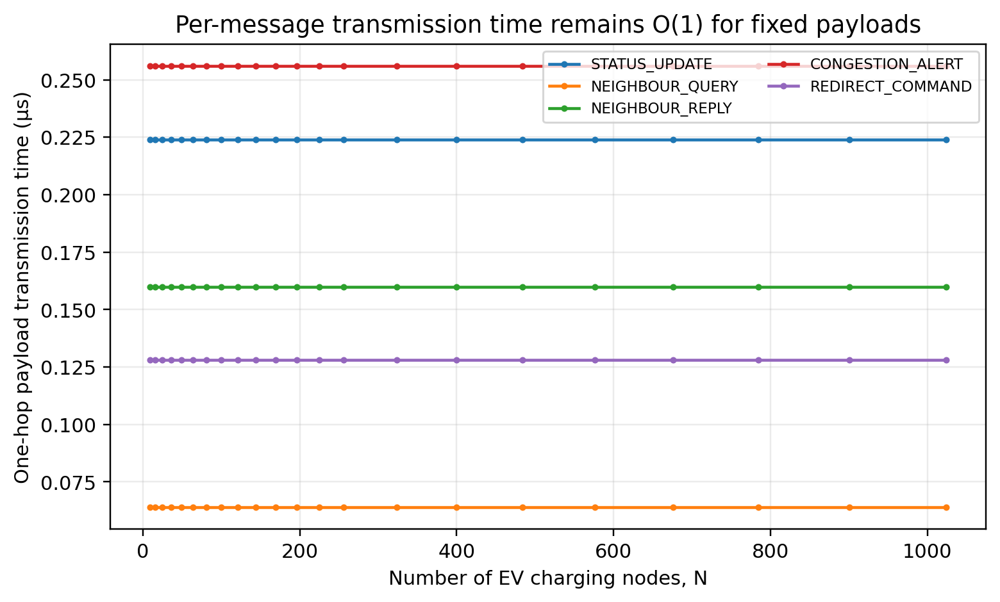 Per-message transmission time remains O(1) for fixed payloads
One-hop payload transmission time (µs)
0.250
0.225
0.200
0.175
0.150
0.125
0.100
0.075
STATUS_UPDATE
NEIGHBOUR_QUERY
NEIGHBOUR_REPLY
CONGESTION_ALERT
REDIRECT_COMMAND
0 200 400 600 800 1000
Number of EV charging nodes, N